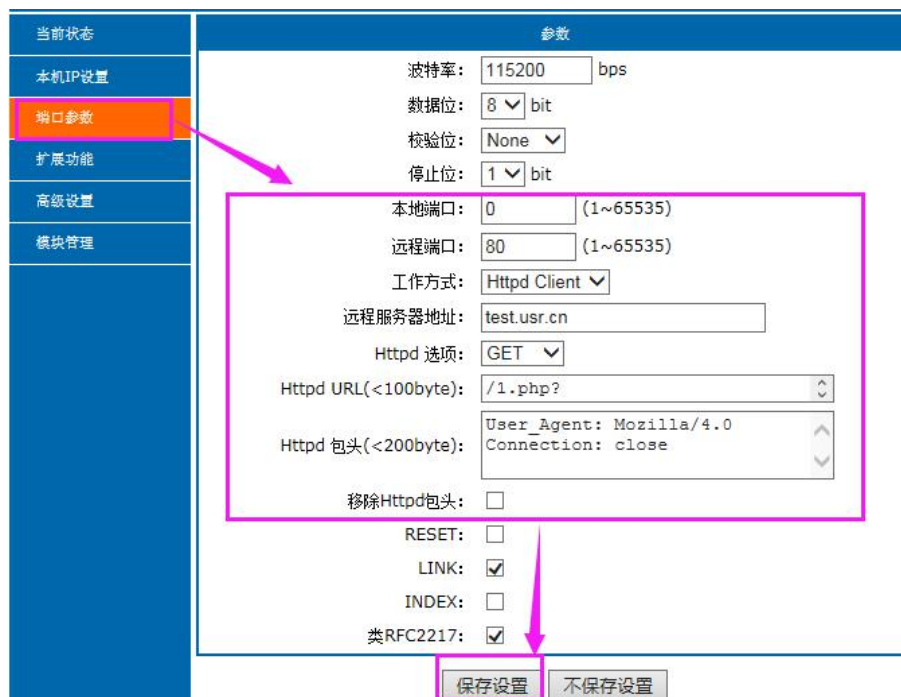 当前状态
本机IP设置
端口参数
扩展功能
高级设置
模块管理
参数
波特率: 115200 bps
数据位: 8 bit
校验位: None
停止位: 1 bit
本地端口: 0 (1~65535)
远程端口: 80 (1~65535)
工作方式: Httpd Client
远程服务器地址: test.usr.cn
Httpd 选项: GET
Httpd URL(<100byte): /1.php?
Httpd 包头(<200byte): User_Agent: Mozilla/4.0
Connection: close
移除Httpd包头:
RESET:
LINK:
INDEX:
类RFC2217:
保存设置 不保存设置